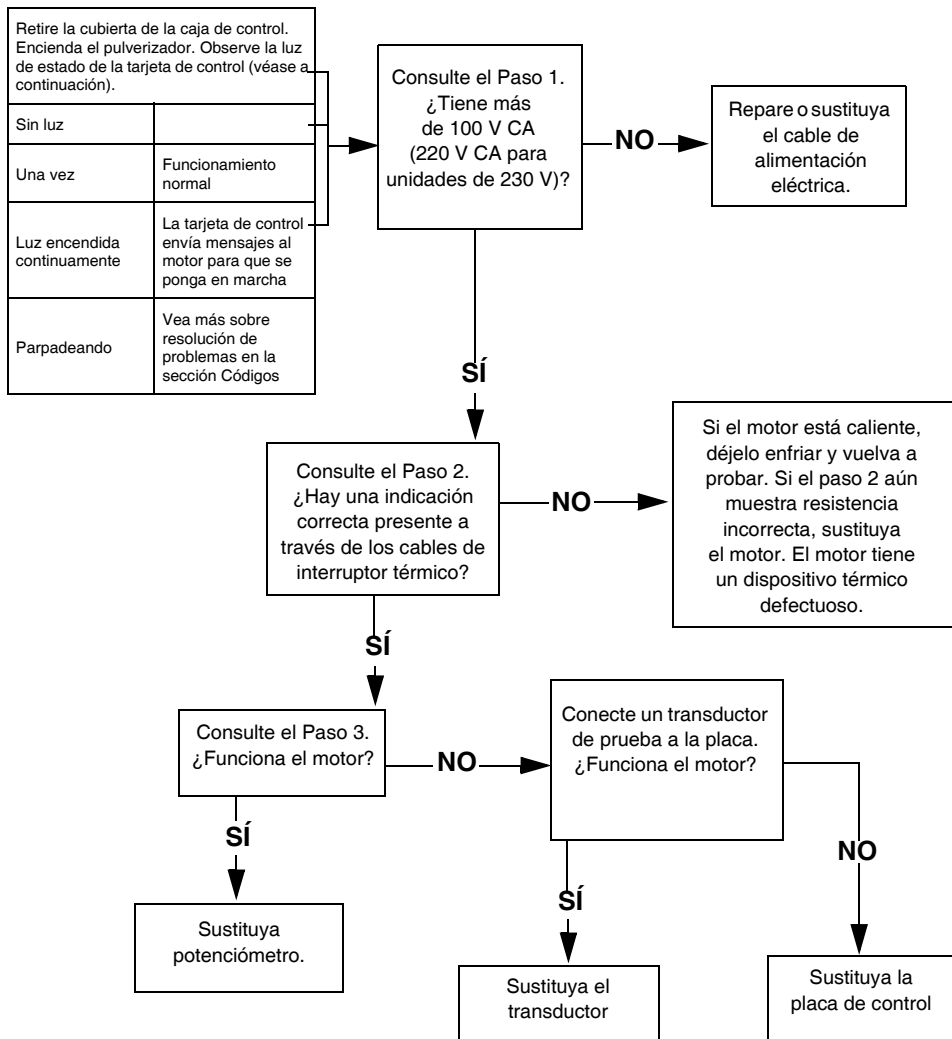 Retire la cubierta de la caja de control.
Encienda el pulverizador. Observe la luz
de estado de la tarjeta de control (véase a
continuación).
Sin luz
Una vez
Funcionamiento
normal
Luz encendida
continuamente
La tarjeta de control
envía mensajes al
motor para que se
ponga en marcha
Parpadeando
Vea más sobre
resolución de
problemas en la
sección Códigos
Consulte el Paso 1.
¿Tiene más
de 100 V CA
(220 V CA para
unidades de 230 V)?
NO
Repare o sustituya
el cable de
alimentación
eléctrica.
SÍ
Consulte el Paso 2.
¿Hay una indicación
correcta presente a
través de los cables de
interruptor térmico?
NO
Si el motor está caliente,
déjelo enfriar y vuelva a
probar. Si el paso 2 aún
muestra resistencia
incorrecta, sustituya
el motor. El motor tiene
un dispositivo térmico
defectuoso.
SÍ
Consulte el Paso 3.
¿Funciona el motor?
NO
Conecte un transductor
de prueba a la placa.
¿Funciona el motor?
SÍ
Sustituya
potenciómetro.
SÍ
Sustituya el
transductor
NO
Sustituya la
placa de control